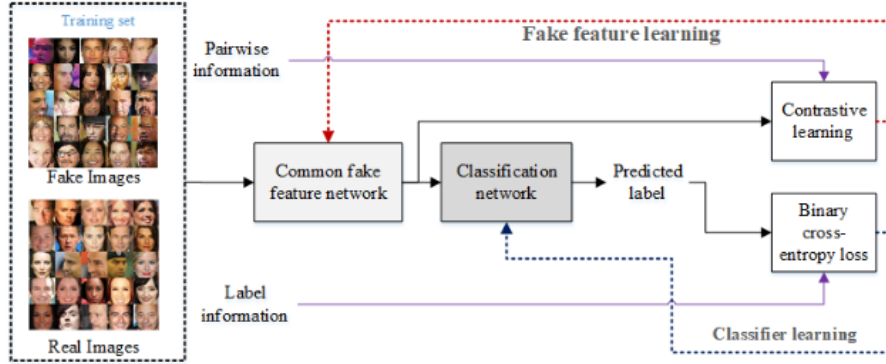 Training set
Fake Images
Real Images
Pairwise
information
Fake feature learning
Common fake
feature network
Classification
network
Predicted
label
Contrastive
learning
Binary
cross-
entropy loss
Label
information
Classifier learning